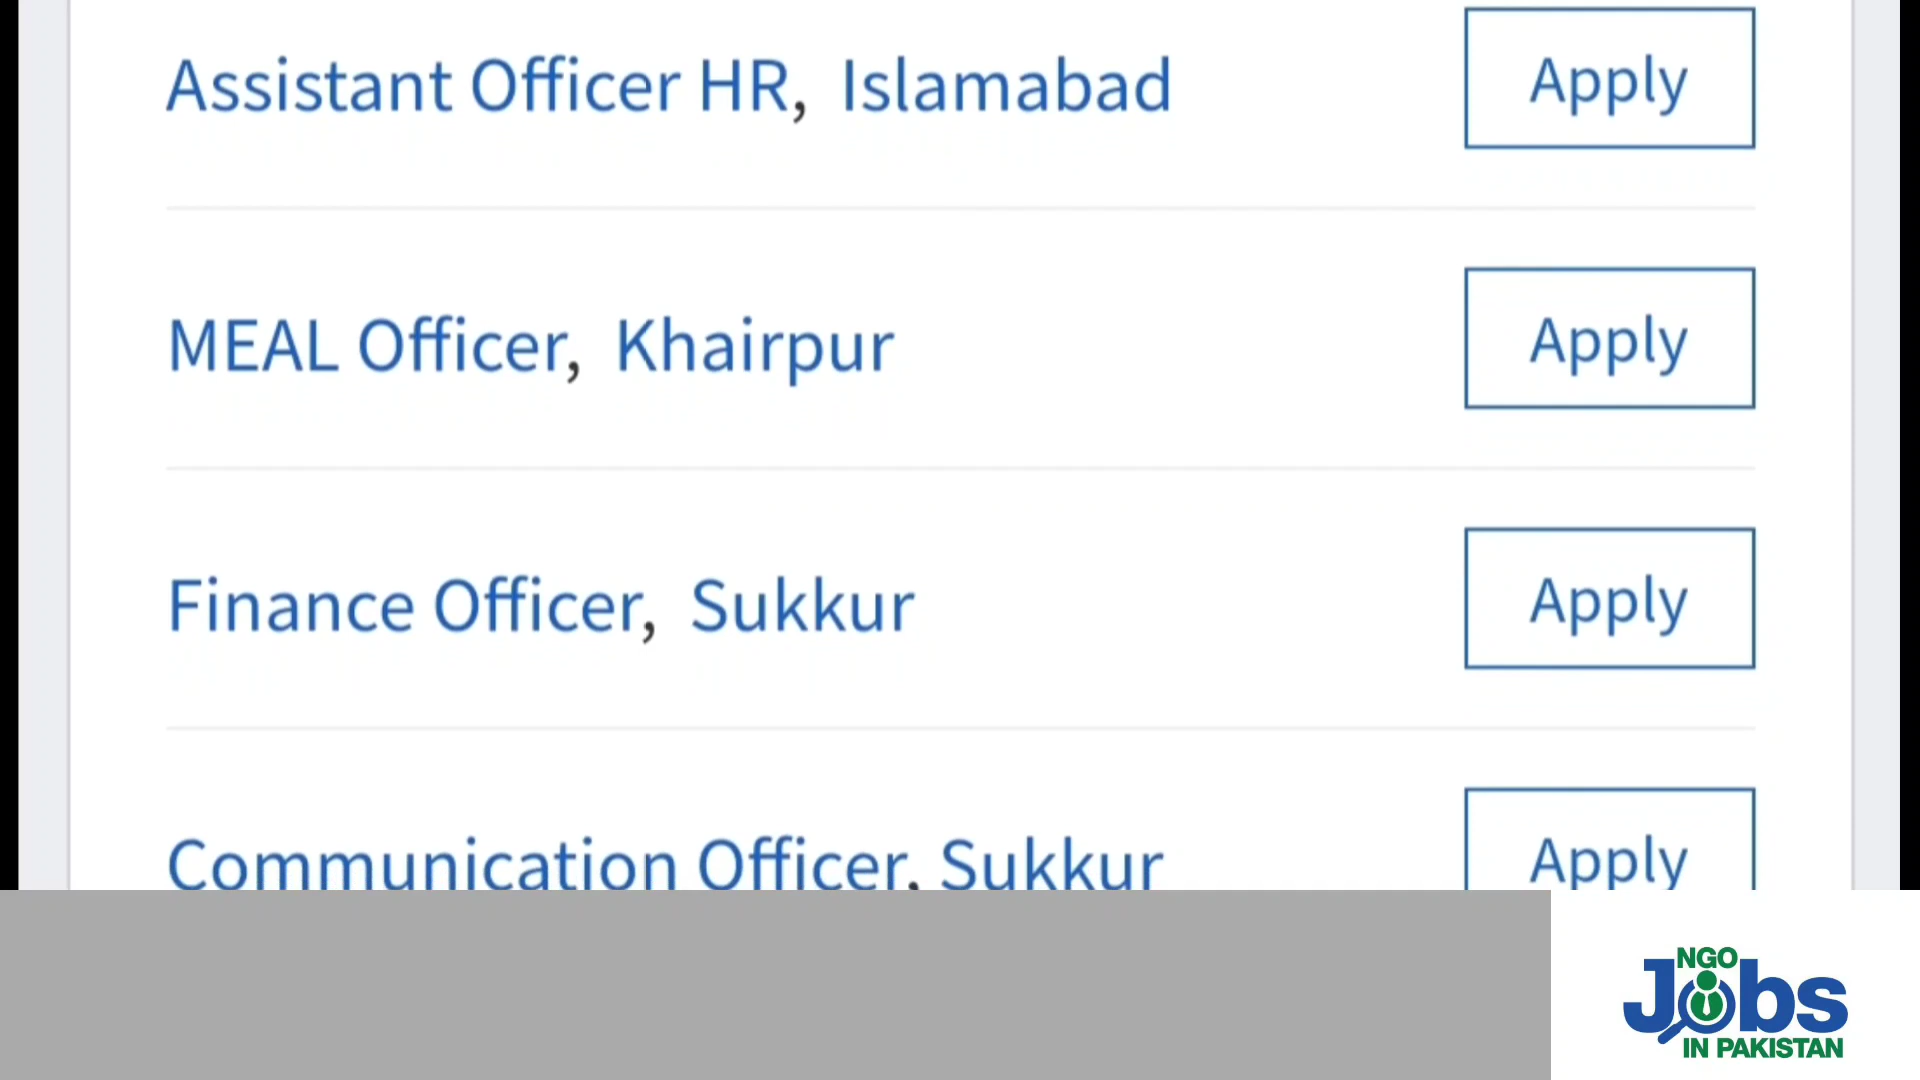 Assistant Officer HR, Islamabad
Apply
MEAL Officer, Khairpur
Apply
Finance Officer, Sukkur
Apply
Communication Officer, Sukkur
Apply
NGO
Jobs
IN PAKISTAN